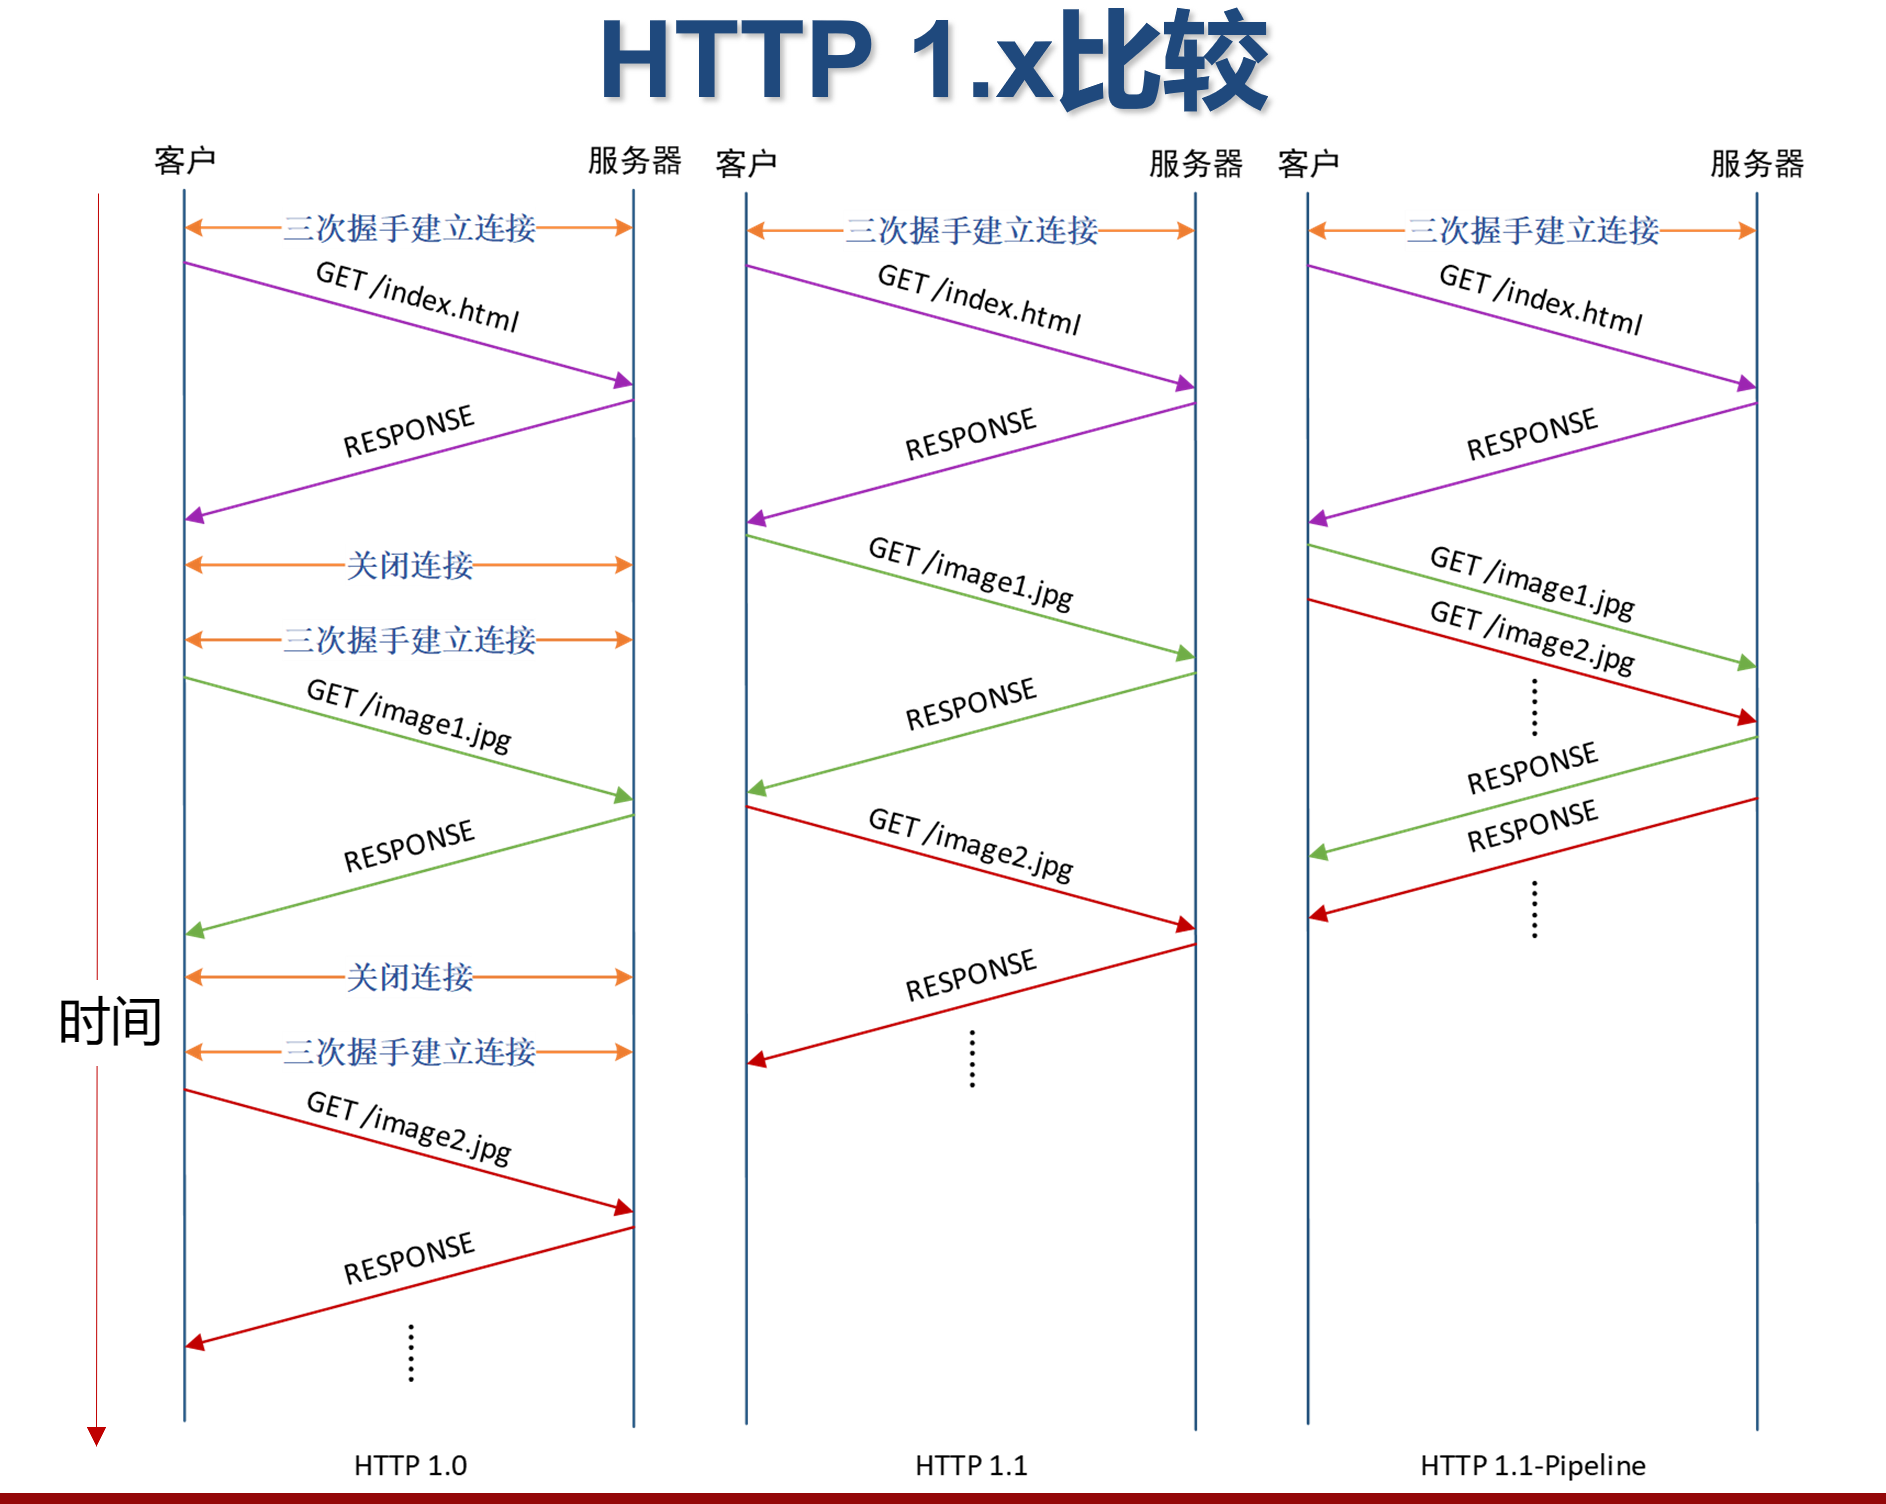 HTTP 1.x比较
客户
服务器
三次握手建立连接
GET /index.html
RESPONSE
关闭连接
三次握手建立连接
GET /image1.jpg
RESPONSE
关闭连接
三次握手建立连接
GET /image2.jpg
RESPONSE
HTTP 1.0
客户
服务器
三次握手建立连接
GET /index.html
RESPONSE
GET /image1.jpg
RESPONSE
GET /image2.jpg
RESPONSE
HTTP 1.1
客户
服务器
三次握手建立连接
GET /index.html
RESPONSE
GET /image1.jpg
GET /image2.jpg
RESPONSE
RESPONSE
HTTP 1.1-Pipeline
时间